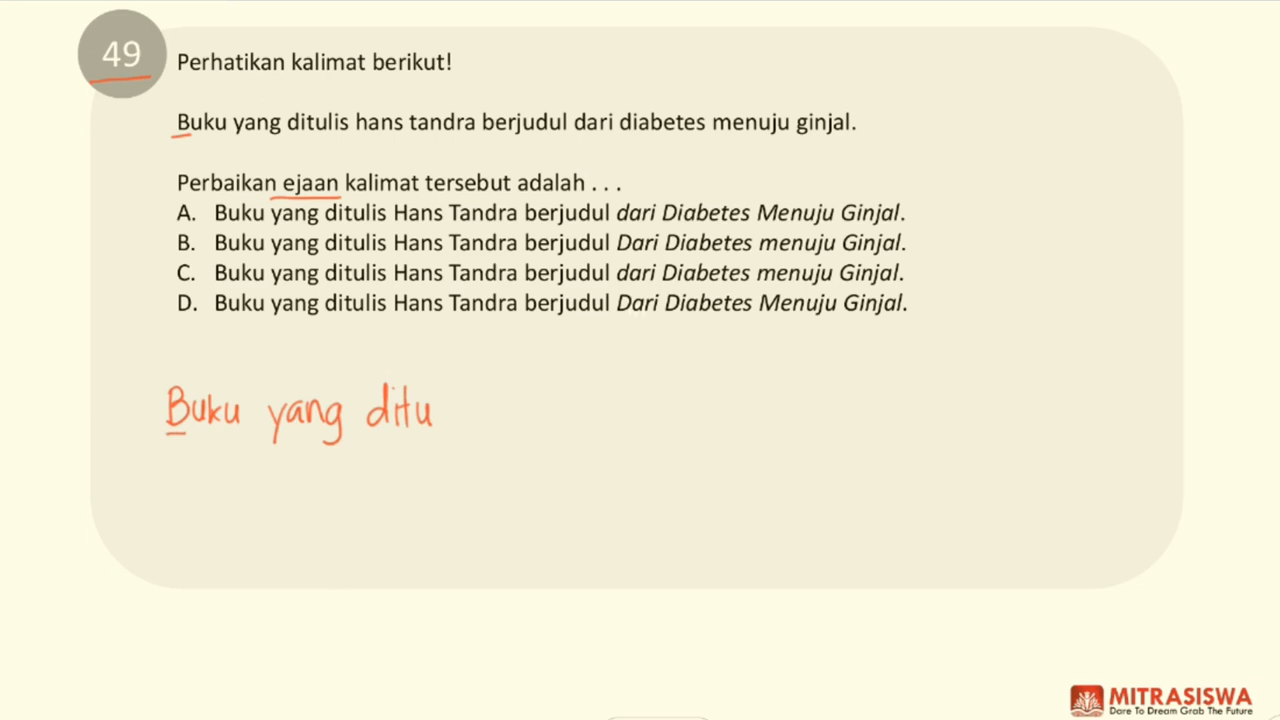 49
Perhatikan kalimat berikut!
Buku yang ditulis hans tandra berjudul dari diabetes menuju ginjal.
Perbaikan ejaan kalimat tersebut adalah . . .
A. Buku yang ditulis Hans Tandra berjudul dari Diabetes Menuju Ginjal.
B. Buku yang ditulis Hans Tandra berjudul Dari Diabetes menuju Ginjal.
C. Buku yang ditulis Hans Tandra berjudul dari Diabetes menuju Ginjal.
D. Buku yang ditulis Hans Tandra berjudul Dari Diabetes Menuju Ginjal.
Buku yang ditu
MITRASISWA
Dare To Dream Grab The Future